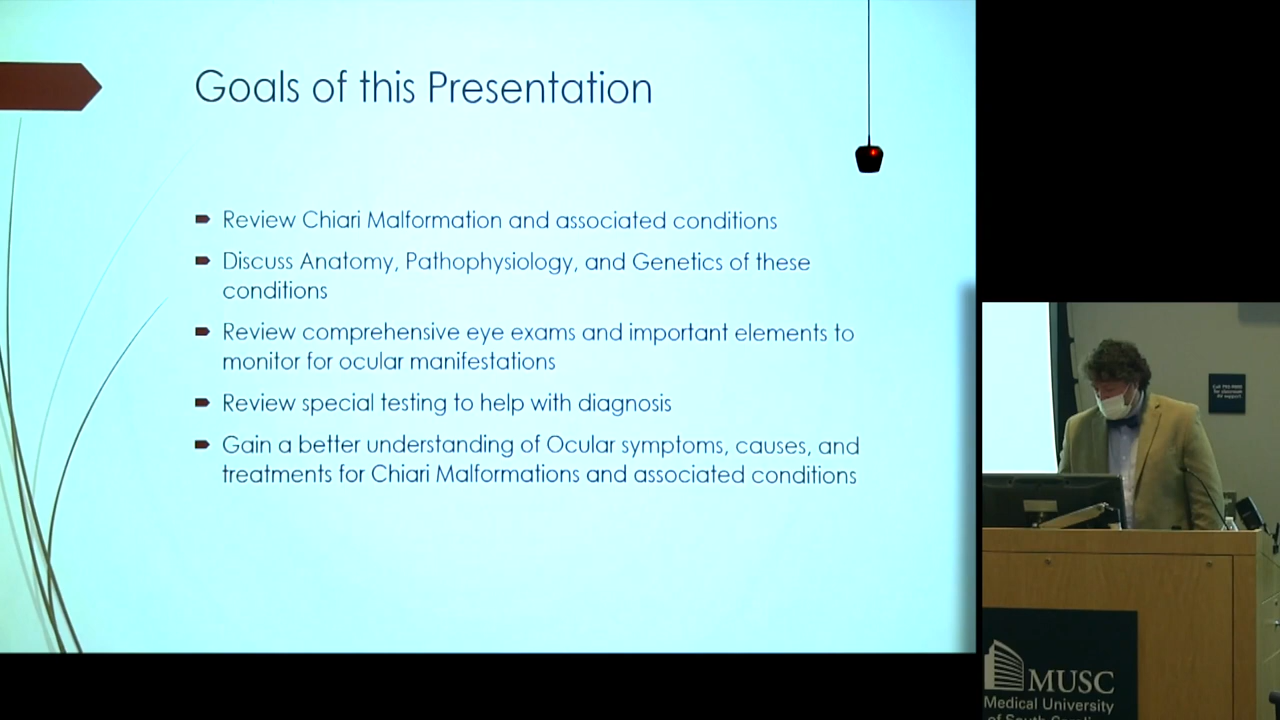 Goals of this Presentation
Review Chiari Malformation and associated conditions
Discuss Anatomy, Pathophysiology, and Genetics of these
conditions
Review comprehensive eye exams and important elements to
monitor for ocular manifestations
Review special testing to help with diagnosis
Gain a better understanding of Ocular symptoms, causes, and
treatments for Chiari Malformations and associated conditions
for classroom
MUSC
Medical University
of South